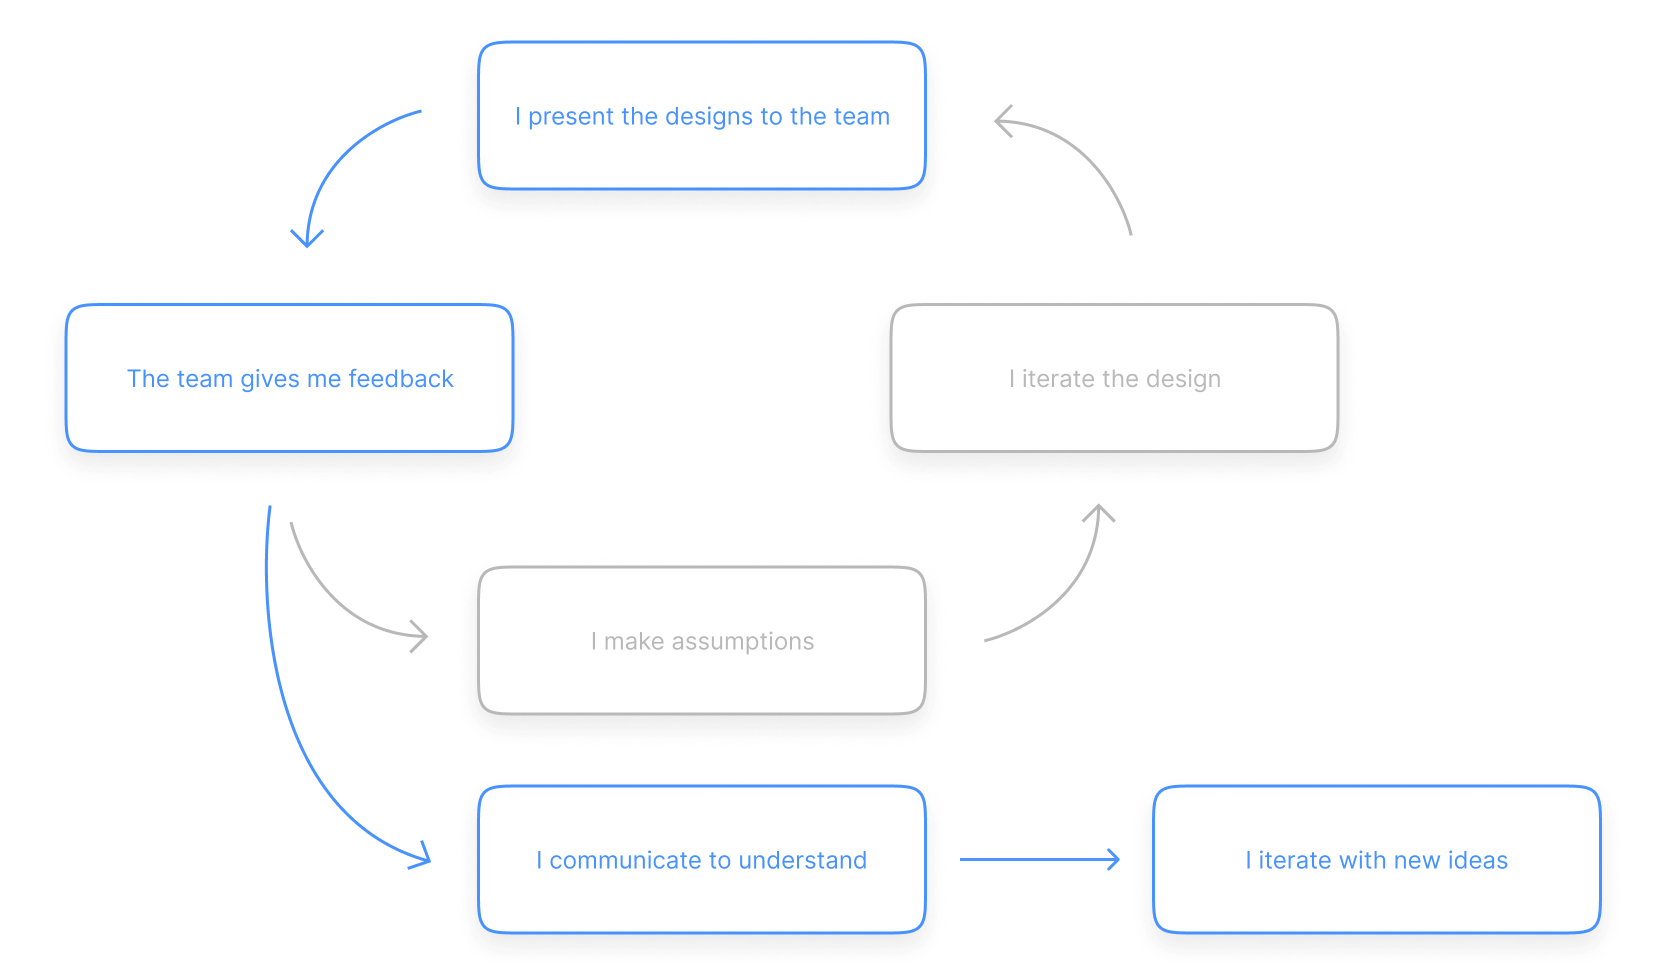 I present the designs to the team
The team gives me feedback
I iterate the design
I make assumptions
I communicate to understand
I iterate with new ideas